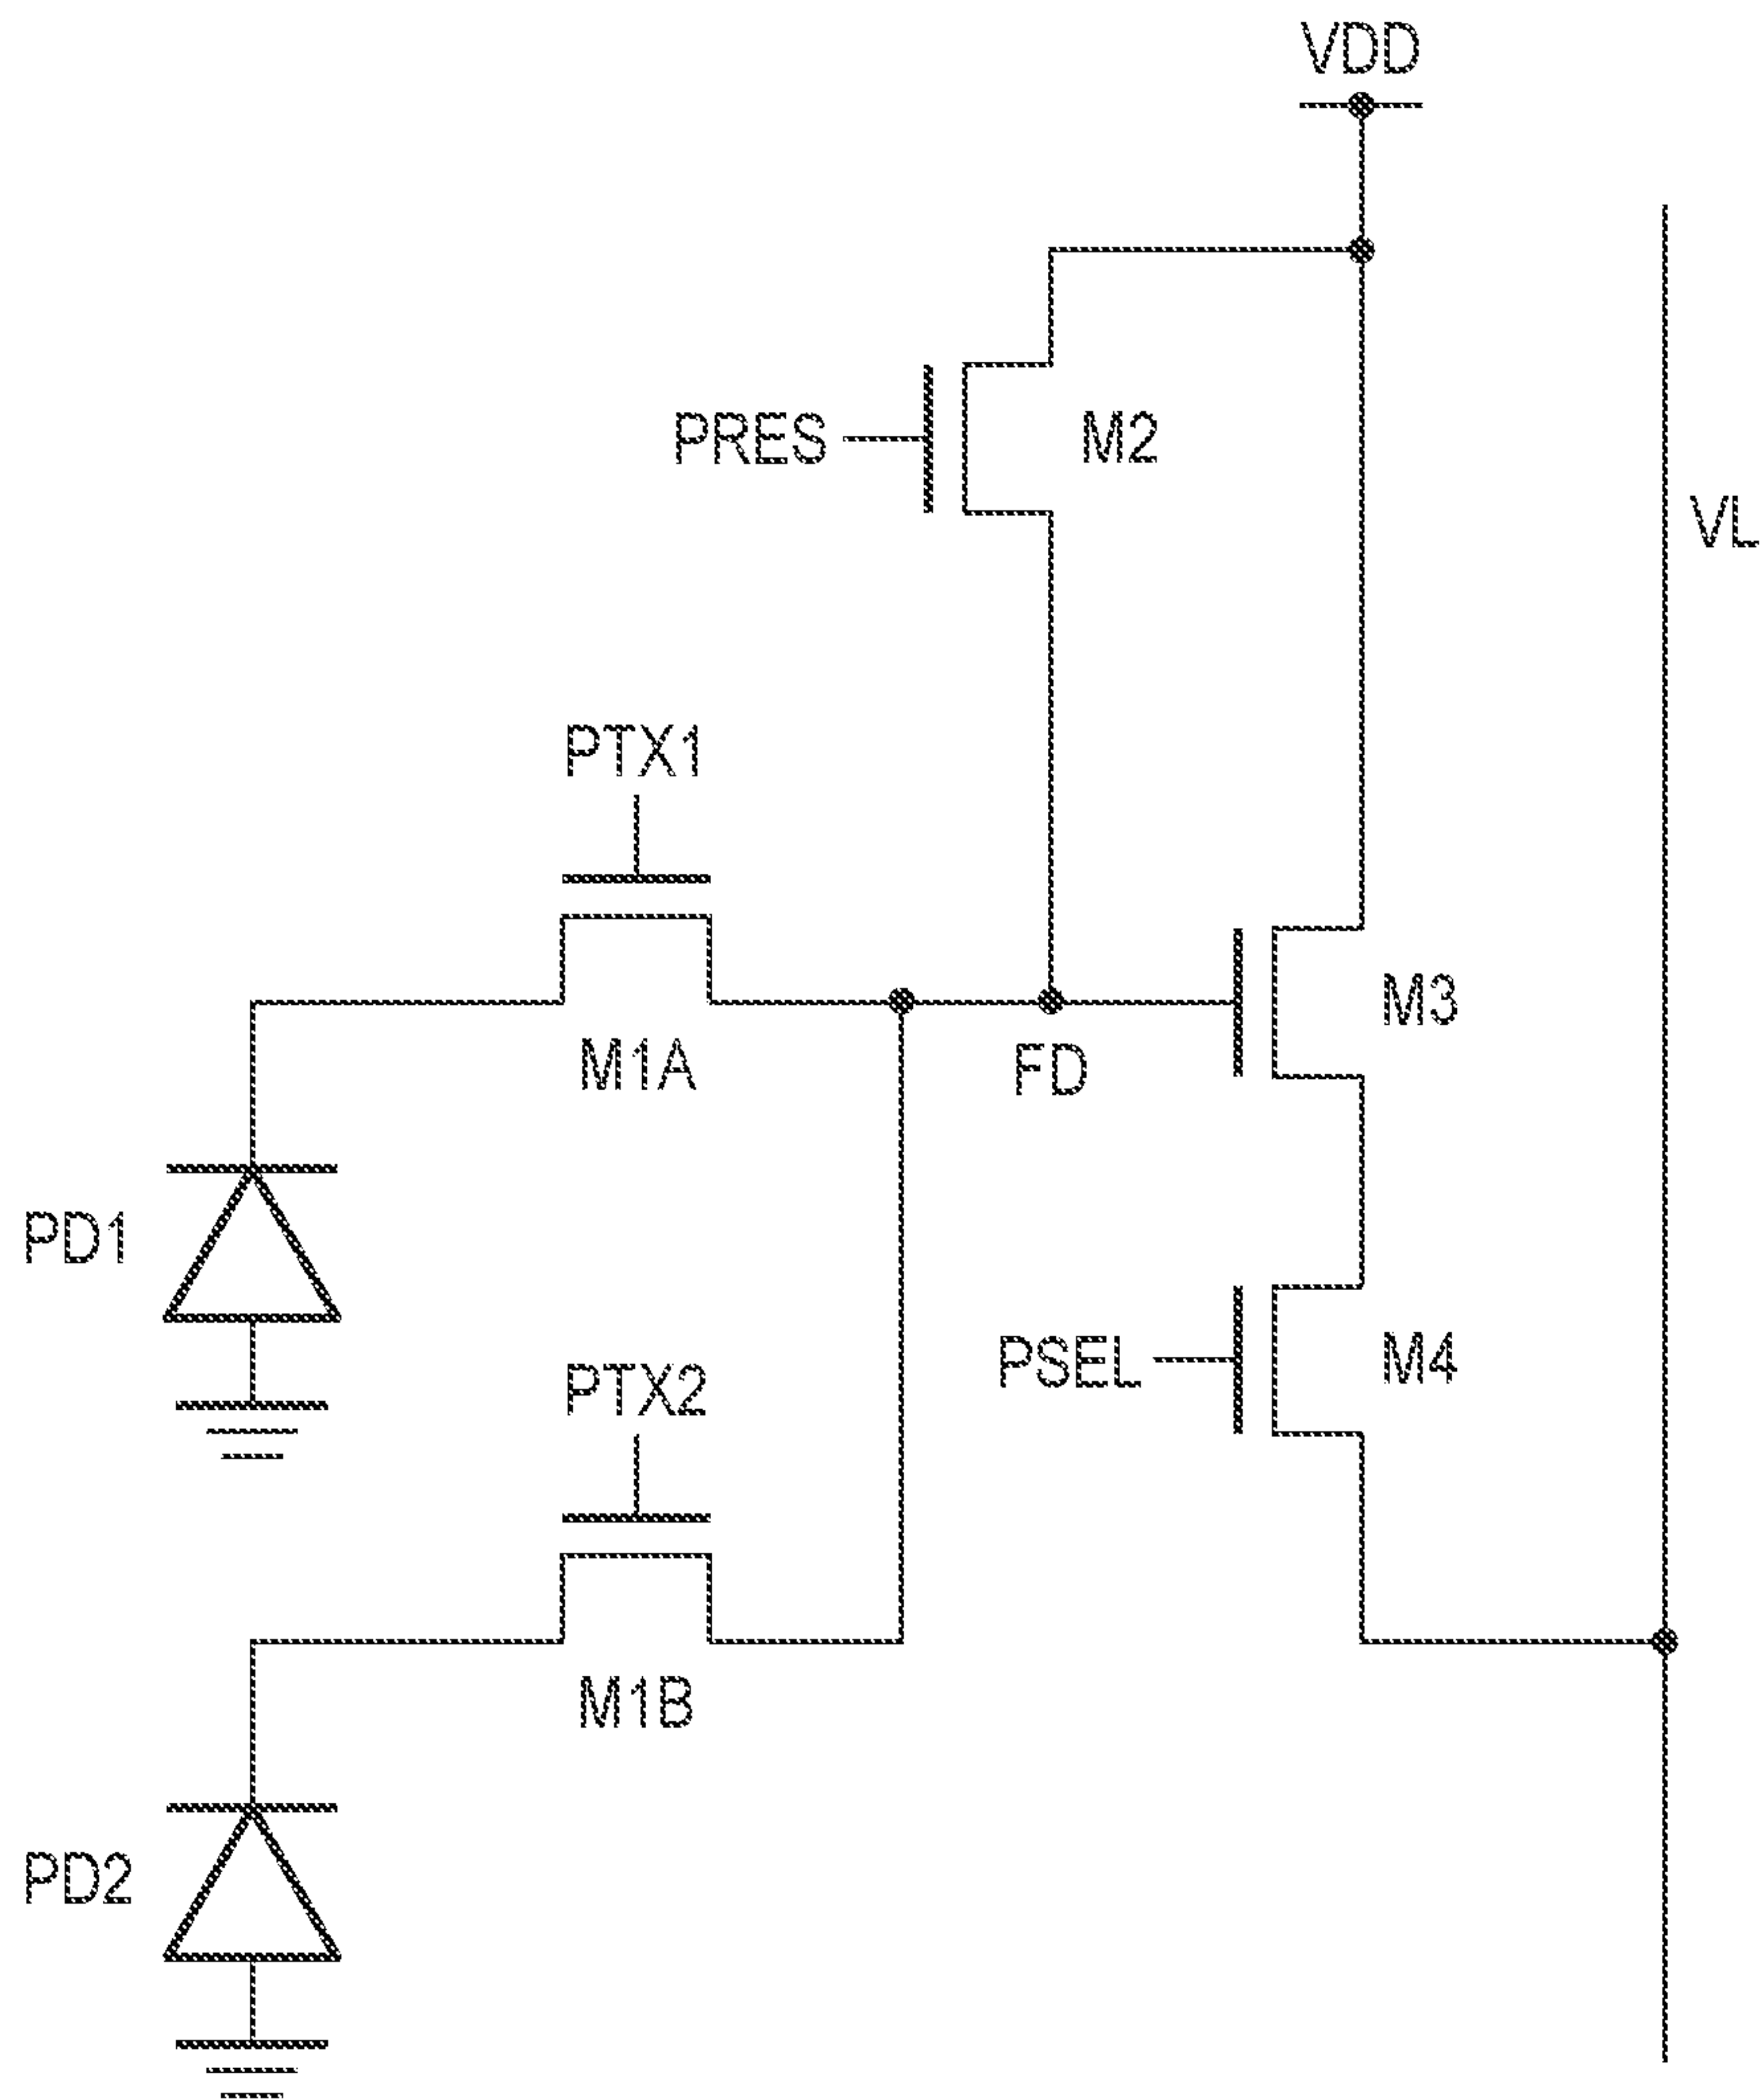 VDD
PRES
M2
VL
PTX1
M3
M1A
FD
PD1
PTX2
PSEL
M4
M1B
PD2